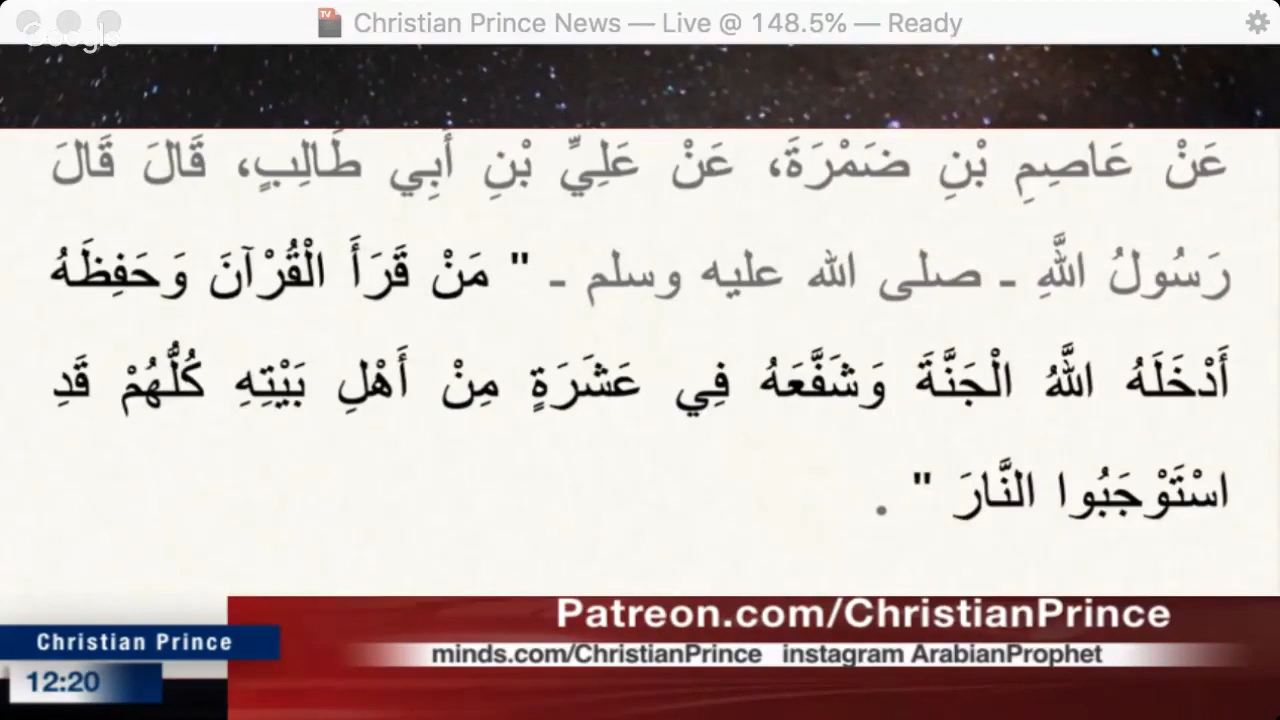 Christian Prince News — Live @ 148.5% — Ready
Google
عَنْ عَاصِمِ بْنِ ضَمْرَةَ، عَنْ عَلِيِّ بْنِ أَبِي طَالِبٍ، قَالَ قَالَ
رَسُولُ اللَّهِ ـ صلى الله عليه وسلم ـ " مَنْ قَرَأَ الْقُرْآنَ وَحَفِظَهُ
أَدْخَلَهُ اللَّهُ الْجَنَّةَ وَشَفَّعَهُ فِي عَشَرَةٍ مِنْ أَهْلِ بَيْتِهِ كُلُّهُمْ قَدِ
اسْتَوْجَبُوا النَّارَ " .
Patreon.com/ChristianPrince
Christian Prince
minds.com/ChristianPrince instagram ArabianProphet
12:20